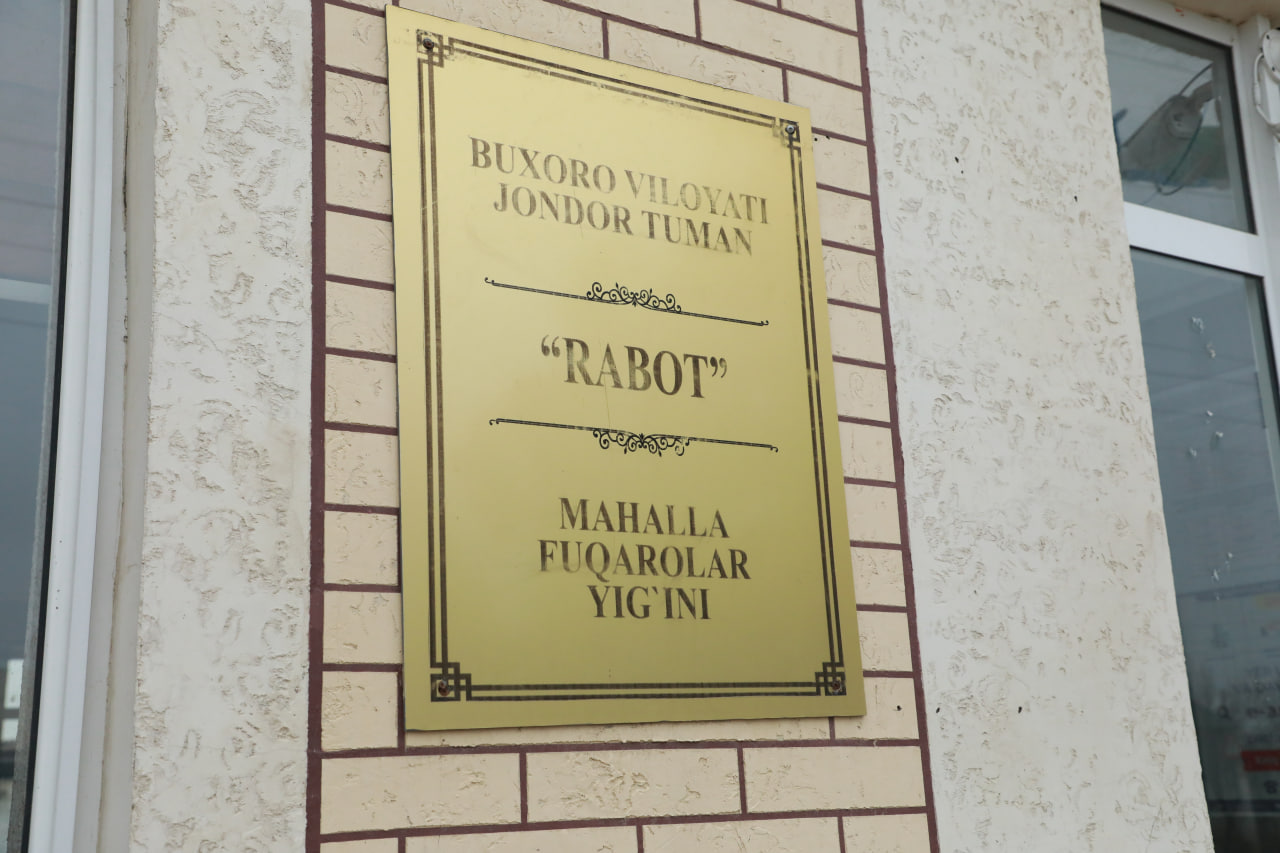 BUXORO VILOYATI
JONDOR TUMAN
“RABOT”
MAHALLA
FUQAROLAR
YIG`INI